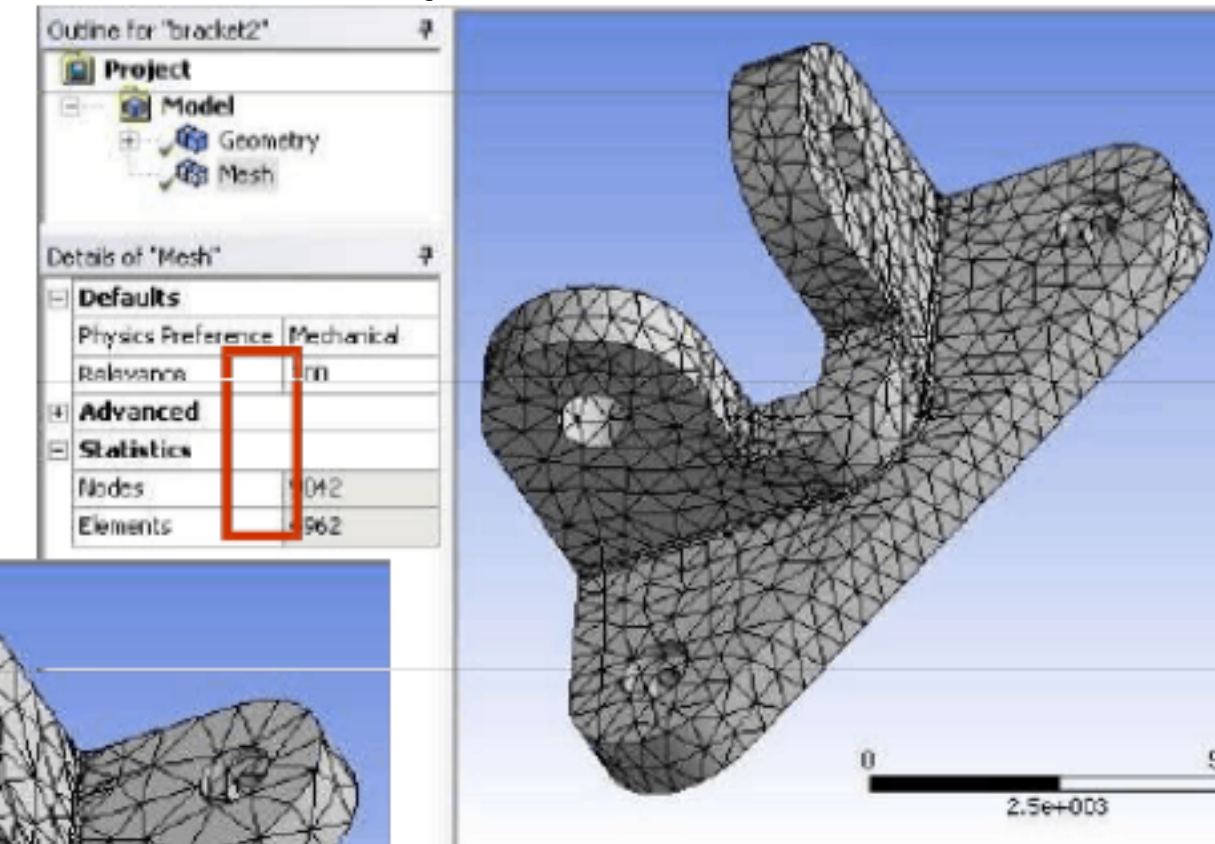 Outline for "bracket2"
Project
Model
Geometry
Mesh
Details of "Mesh"
Defaults
Physics Preference Mechanical
Relevance
Advanced
Statistics
Nodes
Elements
0
2.5e+003